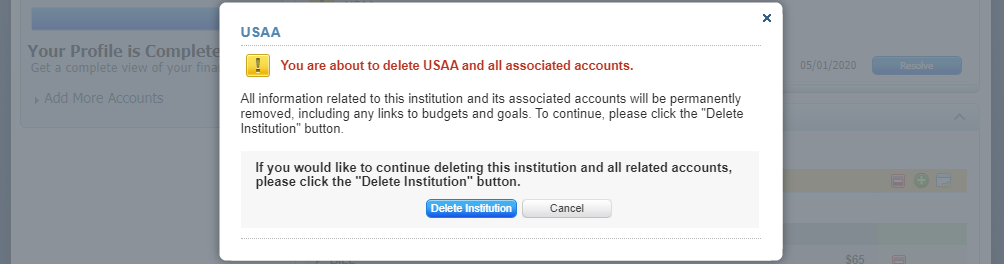 USAA
You are about to delete USAA and all associated accounts.
All information related to this institution and its associated accounts will be permanently
removed, including any links to budgets and goals. To continue, please click the "Delete
Institution" button.
If you would like to continue deleting this institution and all related accounts,
please click the "Delete Institution" button.
Delete Institution
Cancel
Your Profile is Complete
Get a complete view of your fina
Add More Accounts
05/01/2020
Resolve
$65